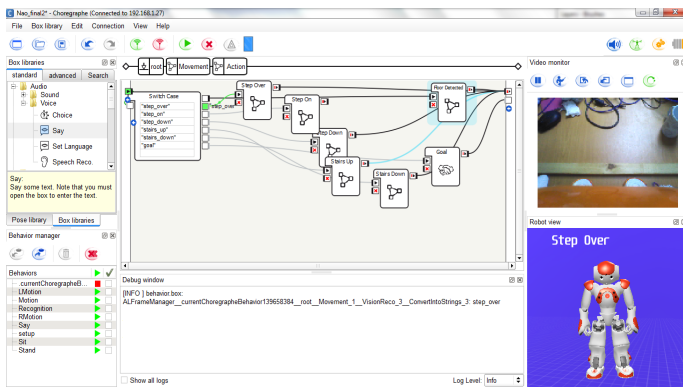 Nao_final2* - Choregraphe (Connected to 192.168.1.27)
File Box library Edit Connection View Help
Box libraries
standard advanced Search
Audio
Sound
Voice
Choice
Say
Set Language
Speech Reco.
Say:
Say some text. Note that you must
open the box to enter the text.
Pose library Box libraries
Behavior manager
Behaviors
.currentChoregrapheB...
LMotion
Motion
Recognition
RMotion
Say
setup
Sit
Stand
root Movement Action
Switch Case
"step_over"
"step_on"
"step_down"
"stairs_up"
"stairs_down"
"goal"
"step_over
Step Over
Step On
Step Down
Stairs Up
Stairs Down
Floor Detected
Goal
Debug window
[INFO ] behavior.box:
ALFrameManager__currentChoregrapheBehavior139658384__root__Movement_1__VisionReco_3__ConvertIntoStrings_3: step_over
Show all logs
Log Level: Info
Video monitor
Robot view
Step Over